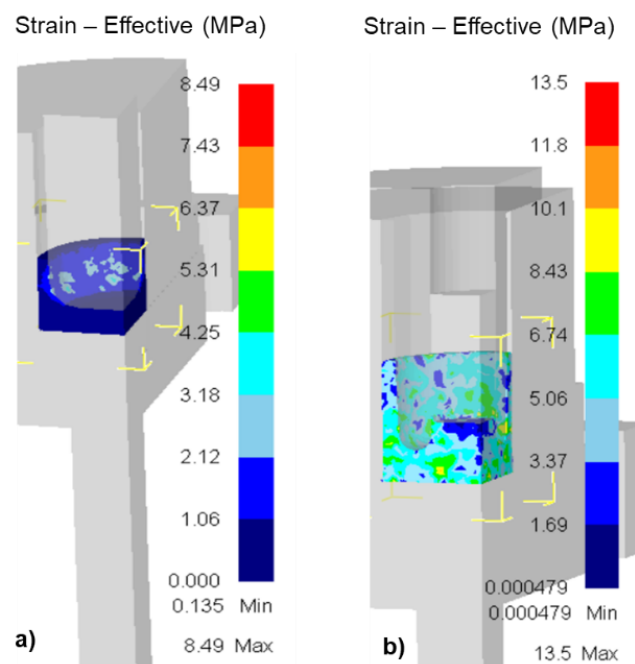 Strain – Effective (MPa)
8.49
7.43
6.37
5.31
4.25
3.18
2.12
1.06
0.000
0.135 Min
8.49 Max
a)
Strain – Effective (MPa)
13.5
11.8
10.1
8.43
6.74
5.06
3.37
1.69
0.000479
0.000479 Min
13.5 Max
b)